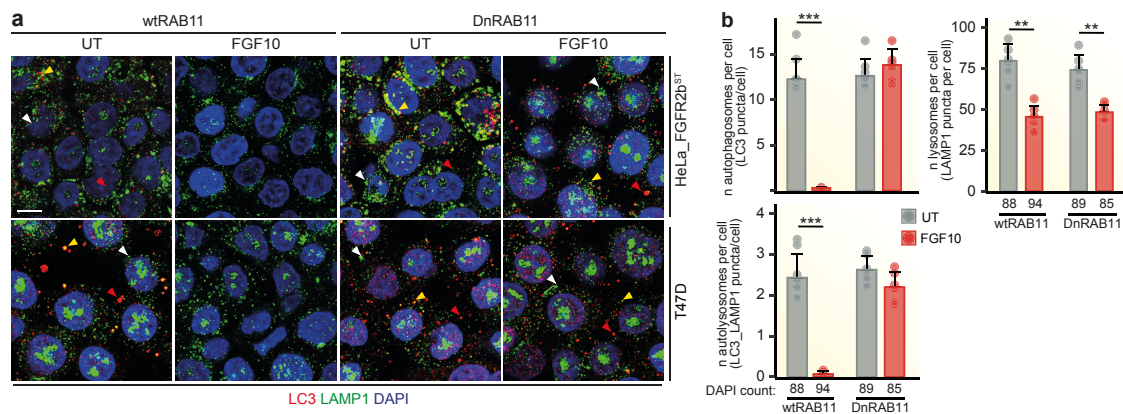 a
wtRAB11
DnRAB11
UT
FGF10
UT
FGF10
HeLa_FGFR2bST
T47D
LC3 LAMP1 DAPI
b
n autophagosomes per cell
(LC3 puncta/cell)
15
10
5
***
n lysosomes per cell
(LAMP1 puncta per cell)
100
75
50
25
0
**
**
88 94 89 85
wtRAB11 DnRAB11
UT
FGF10
n autolysosomes per cell
(LC3_LAMP1 puncta/cell)
4
3
2
1
0
***
DAPI count: 88 94 89 85
wtRAB11 DnRAB11